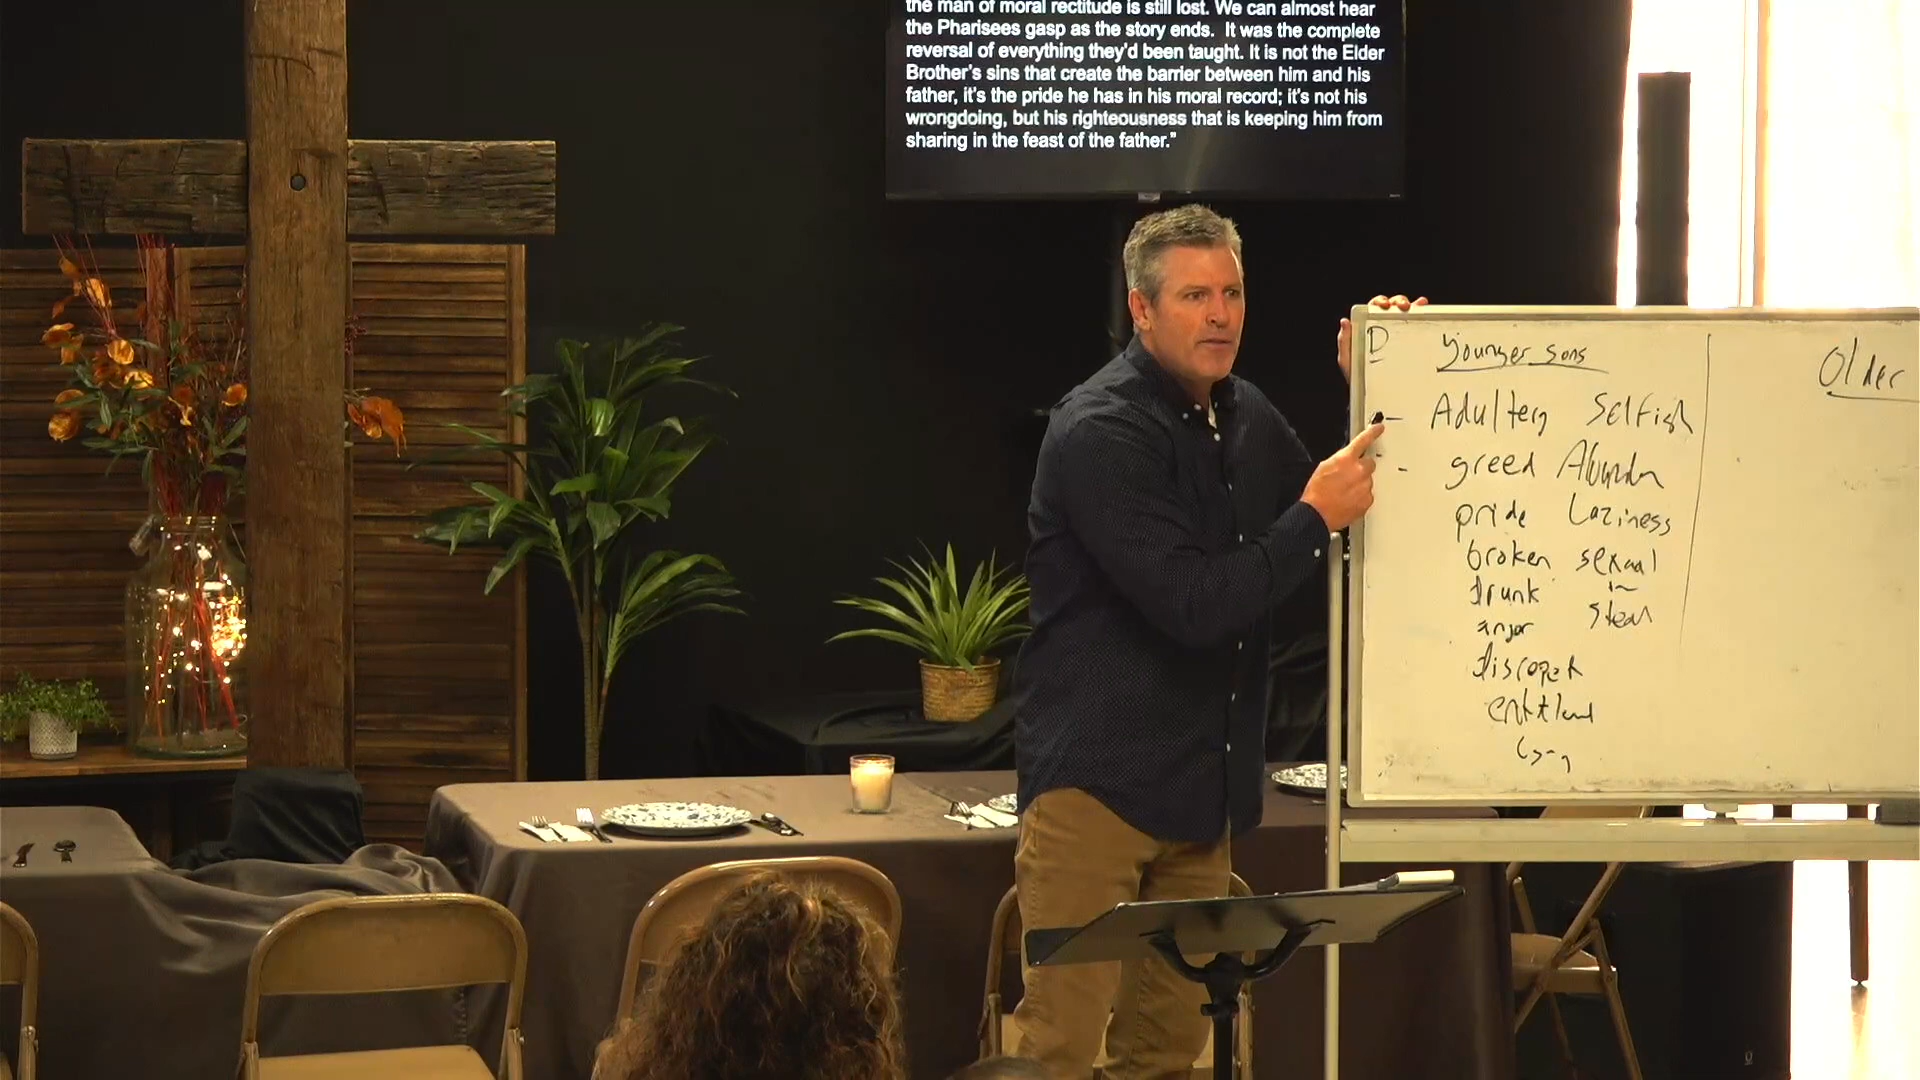 the man of moral rectitude is still lost. We can almost hear
the Pharisees gasp as the story ends. It was the complete
reversal of everything they'd been taught. It is not the Elder
Brother's sins that create the barrier between him and his
father, it's the pride he has in his moral record; it's not his
wrongdoing, but his righteousness that is keeping him from
sharing in the feast of the father."
D
younger sons
Older
- Adultery Selfish
- greed
pride Laziness
broken sexual
drunk
steal